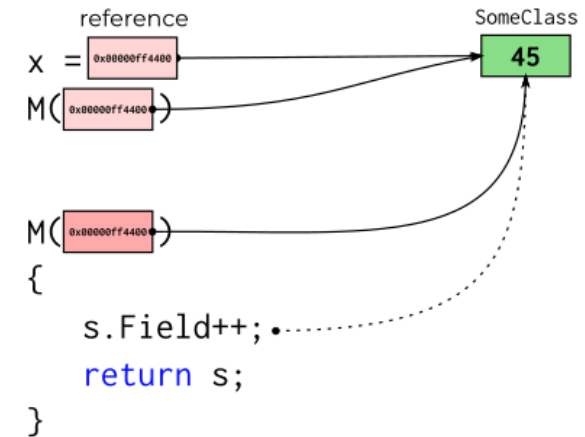 reference
SomeClass
x = 0x00000ff4400
45
M(0x00000ff4400)
M(0x00000ff4400)
{
s.Field++;
return s;
}